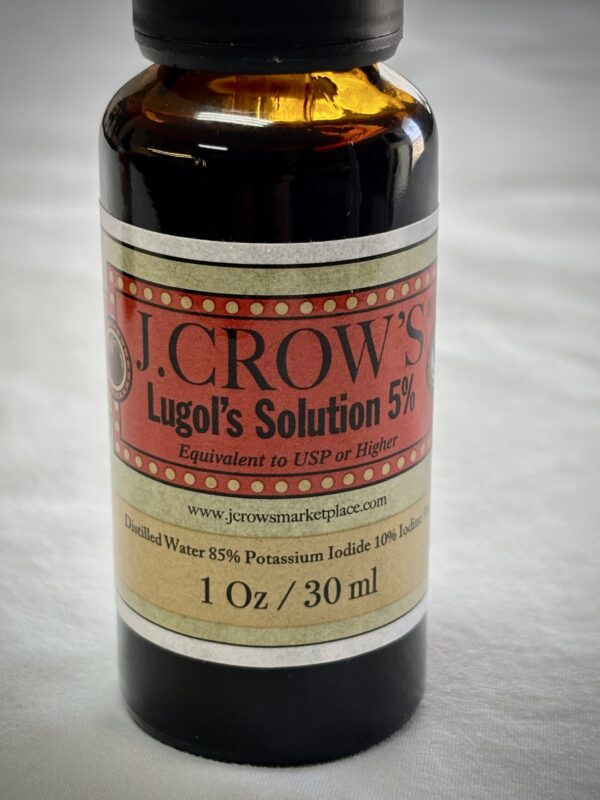 J.CROW'S
Lugol's Solution 5%
Equivalent to USP or Higher
www.jcrowsmarketplace.com
Distilled Water 85% Potassium Iodide 10% Iodine
1 Oz / 30 ml